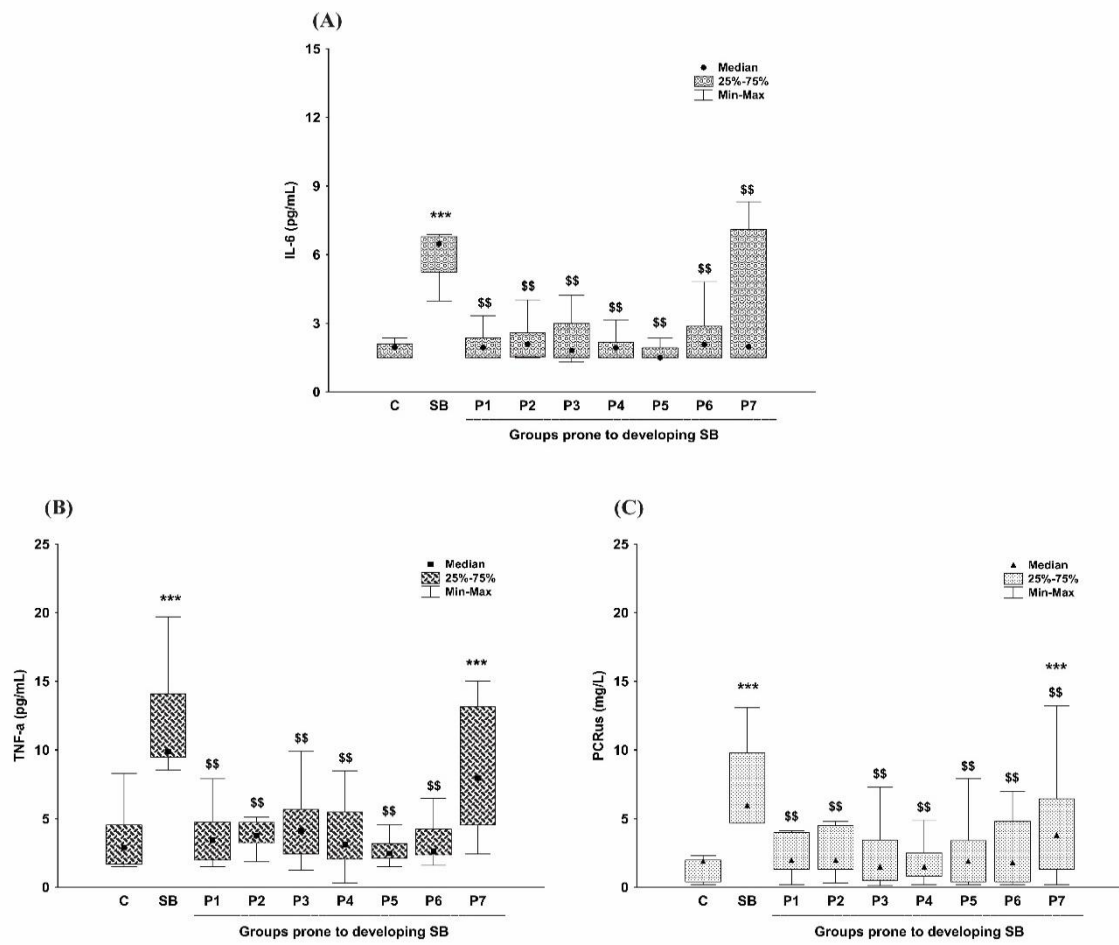 (A)
15
12
9
6
3
0
IL-6 (pg/mL)
Median
25%-75%
Min-Max
***
$$
$$
$$
$$
$$
$$
$$
C SB P1 P2 P3 P4 P5 P6 P7
Groups prone to developing SB
(B)
25
20
15
10
5
0
TNF-a (pg/mL)
Median
25%-75%
Min-Max
***
$$
$$
$$
$$
$$
$$
***
C SB P1 P2 P3 P4 P5 P6 P7
Groups prone to developing SB
(C)
25
20
15
10
5
0
PCRus (mg/L)
Median
25%-75%
Min-Max
***
$$
$$
$$
$$
$$
$$
***
$$
C SB P1 P2 P3 P4 P5 P6 P7
Groups prone to developing SB